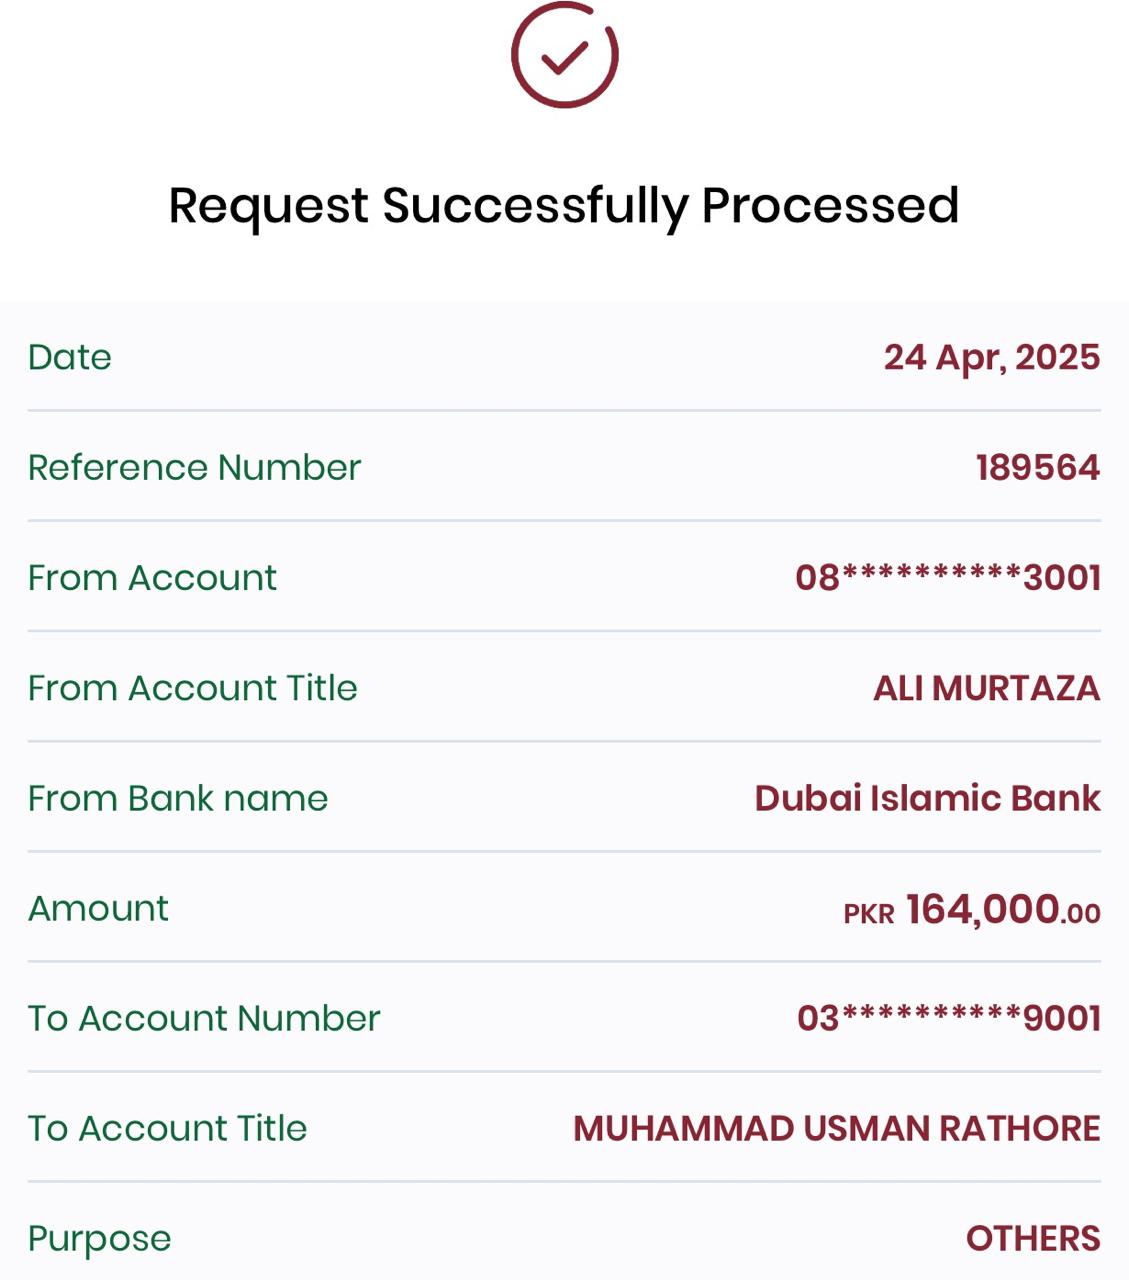 Request Successfully Processed
Date 24 Apr, 2025
Reference Number 189564
From Account 08**********3001
From Account Title ALI MURTAZA
From Bank name Dubai Islamic Bank
Amount PKR 164,000.00
To Account Number 03**********9001
To Account Title MUHAMMAD USMAN RATHORE
Purpose OTHERS